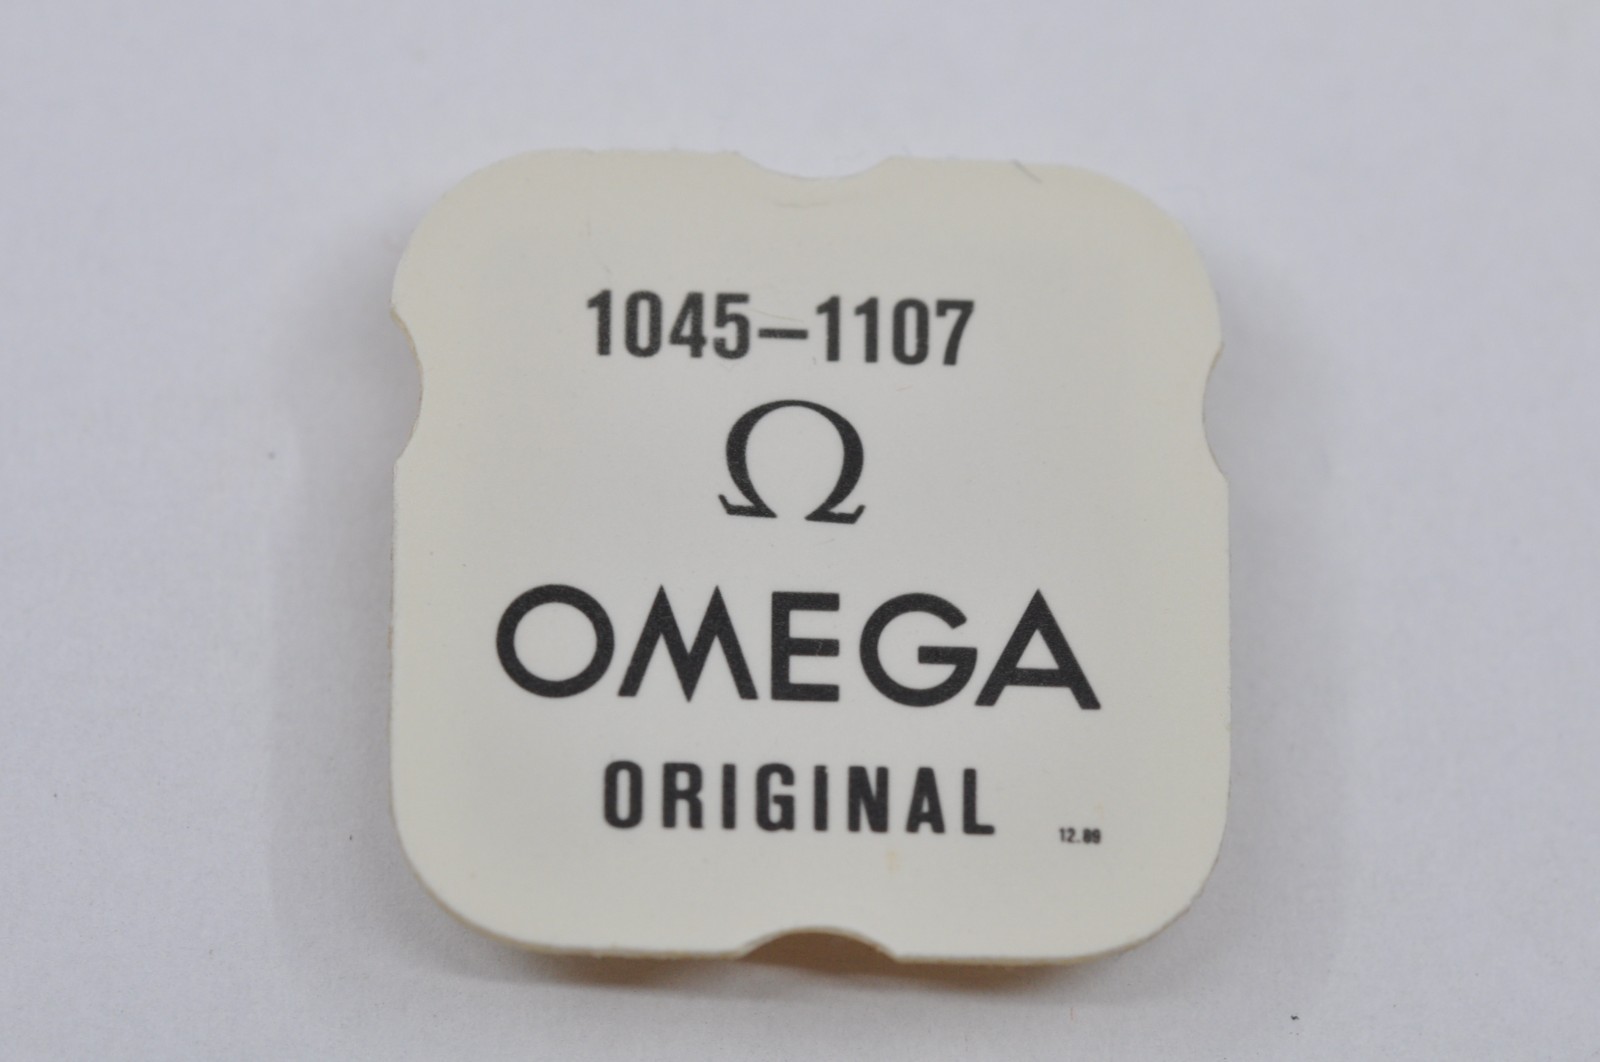 1045-1107
Ω
OMEGA
ORIGINAL
12.89